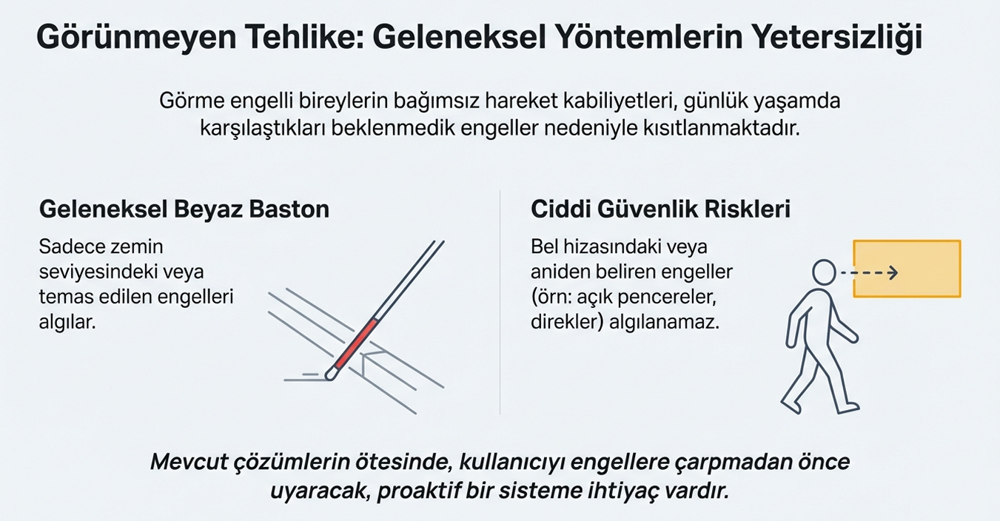 Görünmeyen Tehlike: Geleneksel Yöntemlerin Yetersizliği
Görme engelli bireylerin bağımsız hareket kabiliyetleri, günlük yaşamda
karşılaştıkları beklenmedik engeller nedeniyle kısıtlanmaktadır.
Geleneksel Beyaz Baston
Sadece zemin
seviyesindeki veya
temas edilen engelleri
algılar.
Ciddi Güvenlik Riskleri
Bel hizasındaki veya
aniden beliren engeller
(örn: açık pencereler,
direkler) algılanamaz.
Mevcut çözümlerin ötesinde, kullanıcıyı engellere çarpmadan önce
uyaracak, proaktif bir sisteme ihtiyaç vardır.